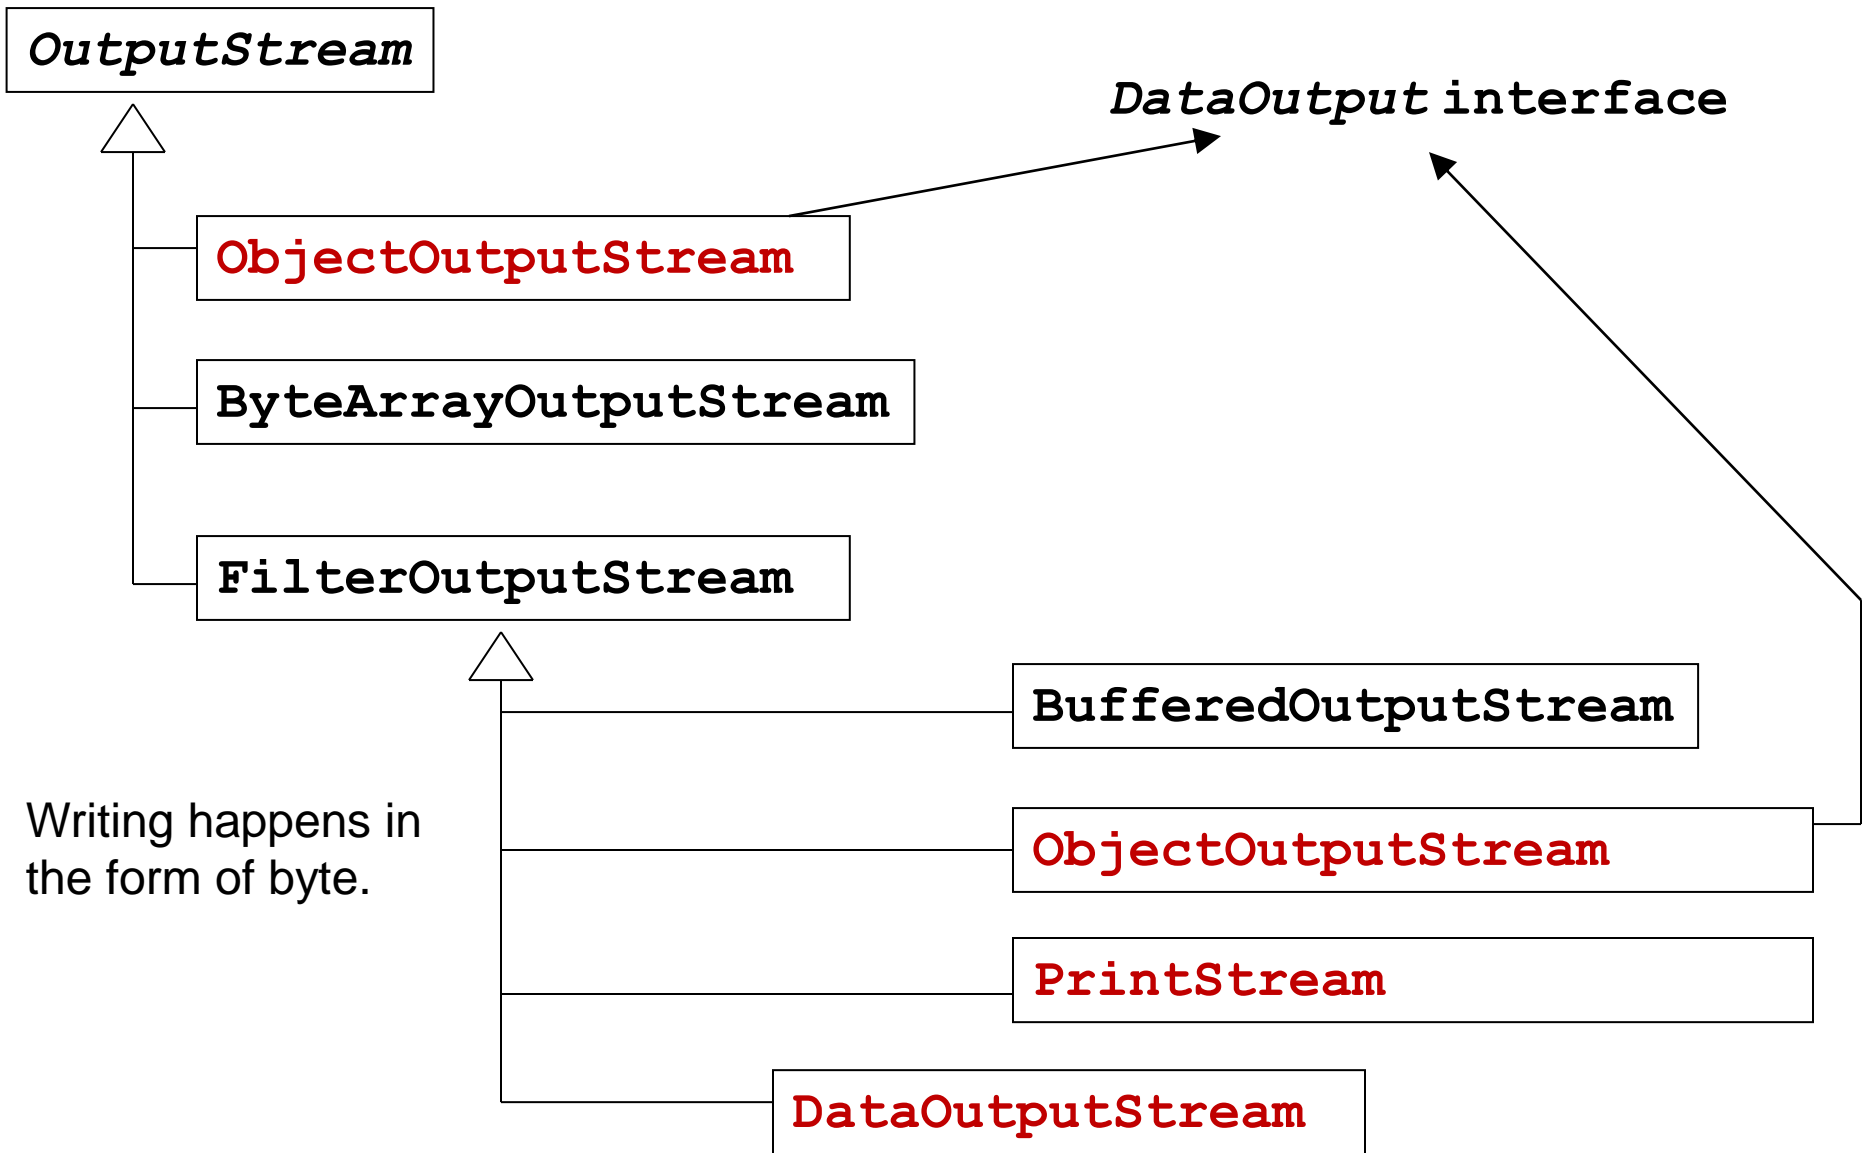 OutputStream
DataOutput interface
ObjectOutputStream
ByteArrayOutputStream
FilterOutputStream
BufferedOutputStream
Writing happens in
the form of byte.
ObjectOutputStream
PrintStream
DataOutputStream